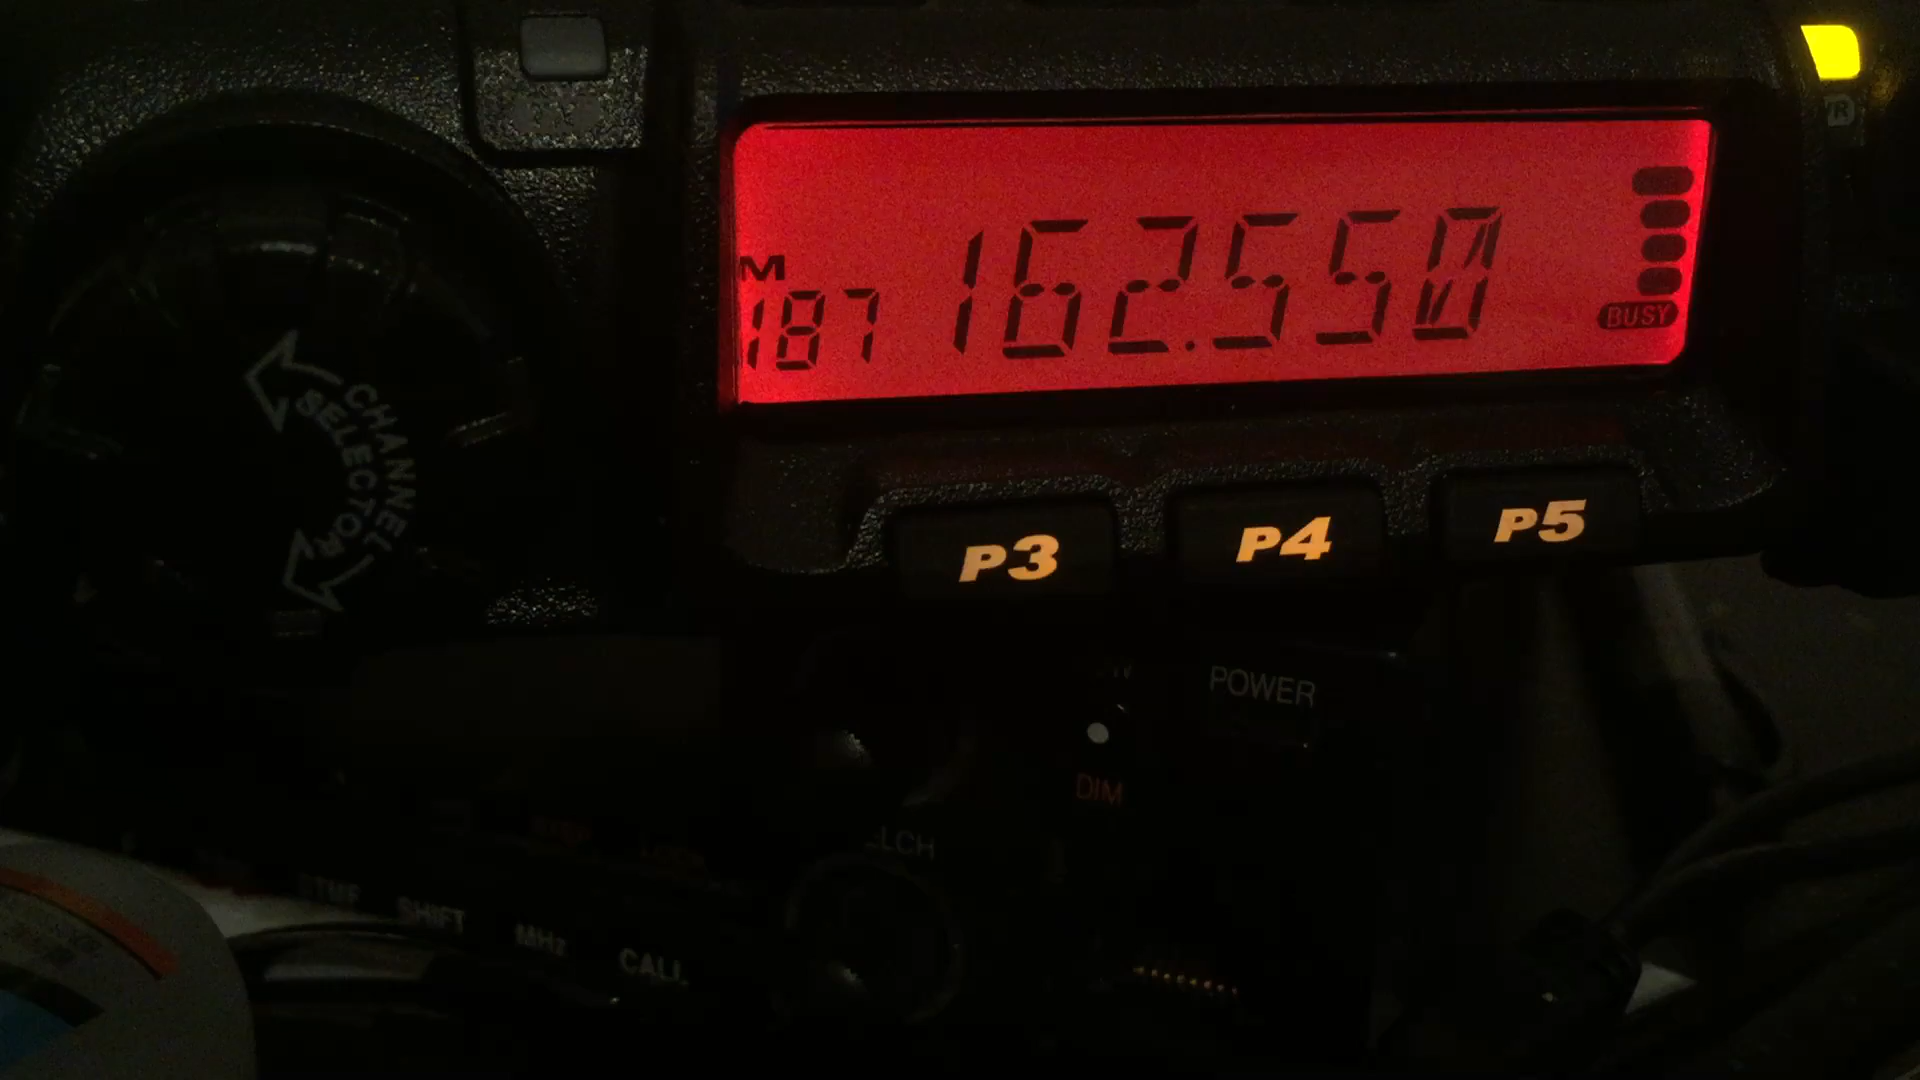 M
187 162.550
BUSY
CHANNEL
SELECTOR
P3 P4 P5
POWER
DIM
SHIFT
MHz
CALL